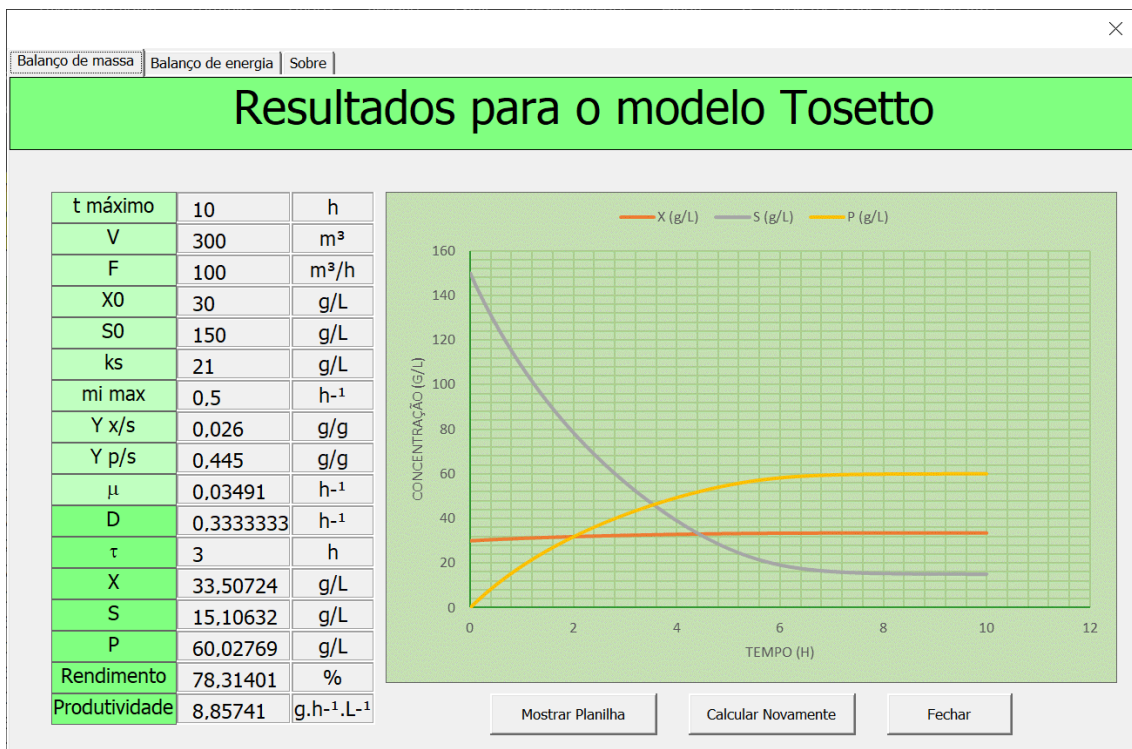 Balanço de massa Balanço de energia Sobre
Resultados para o modelo Tosetto
t máximo 10 h
V 300 m³
F 100 m³/h
X0 30 g/L
S0 150 g/L
ks 21 g/L
mi max 0,5 h-¹
Y x/s 0,026 g/g
Y p/s 0,445 g/g
μ 0,03491 h-¹
D 0,3333333 h-¹
τ 3 h
X 33,50724 g/L
S 15,10632 g/L
P 60,02769 g/L
Rendimento 78,31401 %
Produtividade 8,85741 g.h-¹.L-¹
X (g/L) S (g/L) P (g/L)
CONCENTRAÇÃO (G/L)
160
140
120
100
80
60
40
20
0
0 2 4 6 8 10 12
TEMPO (H)
Mostrar Planilha Calcular Novamente Fechar